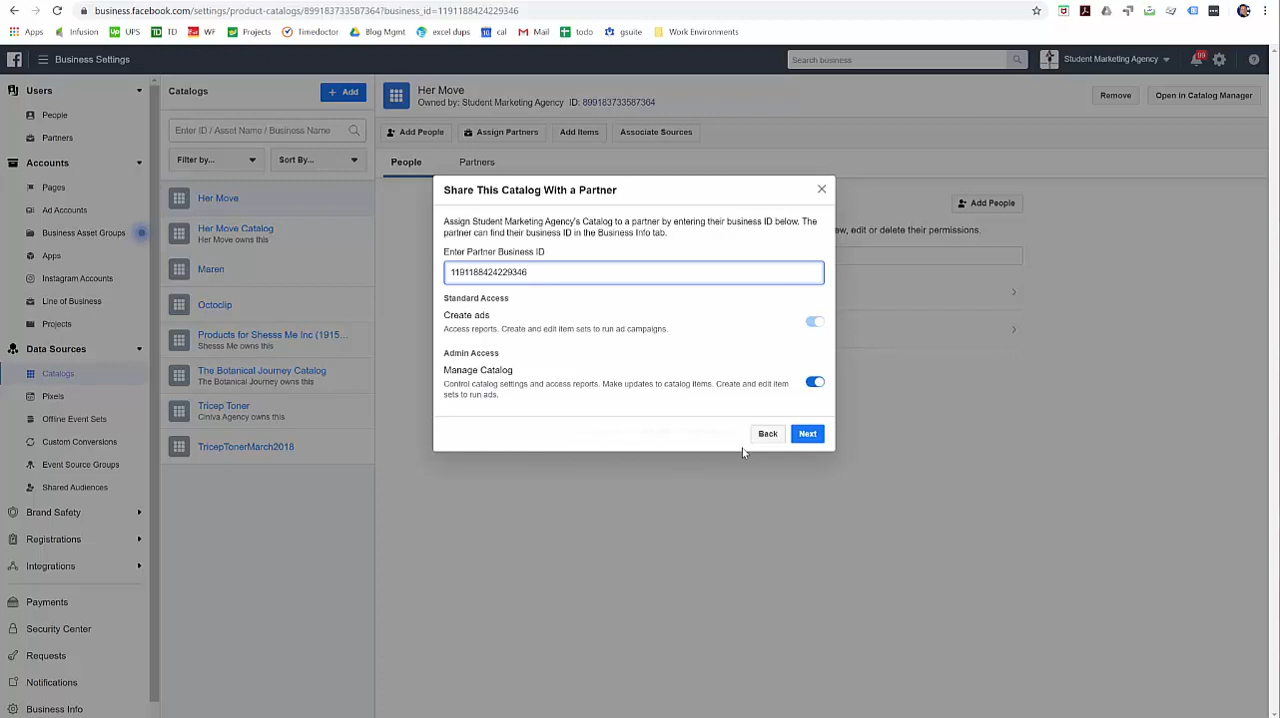 business.facebook.com/settings/product-catalogs/899183733587364?business_id=1191188424229346
Apps
Infusion
UPS
TD
WF
Projects
Timedoctor
Blog Mgmt
excel dups
cal
Mail
todo
gsuite
Work Environments
Business Settings
Search business
Student Marketing Agency
99
Users
People
Partners
Accounts
Pages
Ad Accounts
Business Asset Groups
Apps
Instagram Accounts
Line of Business
Projects
Data Sources
Catalogs
Pixels
Offline Event Sets
Custom Conversions
Event Source Groups
Shared Audiences
Brand Safety
Registrations
Integrations
Payments
Security Center
Requests
Notifications
Business Info
Catalogs
+ Add
Enter ID / Asset Name / Business Name
Filter by...
Sort By...
Her Move
Her Move Catalog
Her Move owns this
Maren
Octoclip
Products for Shesss Me Inc (1915...
Shesss Me owns this
The Botanical Journey Catalog
The Botanical Journey owns this
Tricep Toner
Ciniva Agency owns this
TricepTonerMarch2018
Her Move
Owned by: Student Marketing Agency ID: 899183733587364
Remove
Open in Catalog Manager
Add People
Assign Partners
Add Items
Associate Sources
People
Partners
Add People
ew, edit or delete their permissions.
Share This Catalog With a Partner
Assign Student Marketing Agency's Catalog to a partner by entering their business ID below. The
partner can find their business ID in the Business Info tab.
Enter Partner Business ID
1191188424229346
Standard Access
Create ads
Access reports. Create and edit item sets to run ad campaigns.
Admin Access
Manage Catalog
Control catalog settings and access reports. Make updates to catalog items. Create and edit item
sets to run ads.
Back
Next